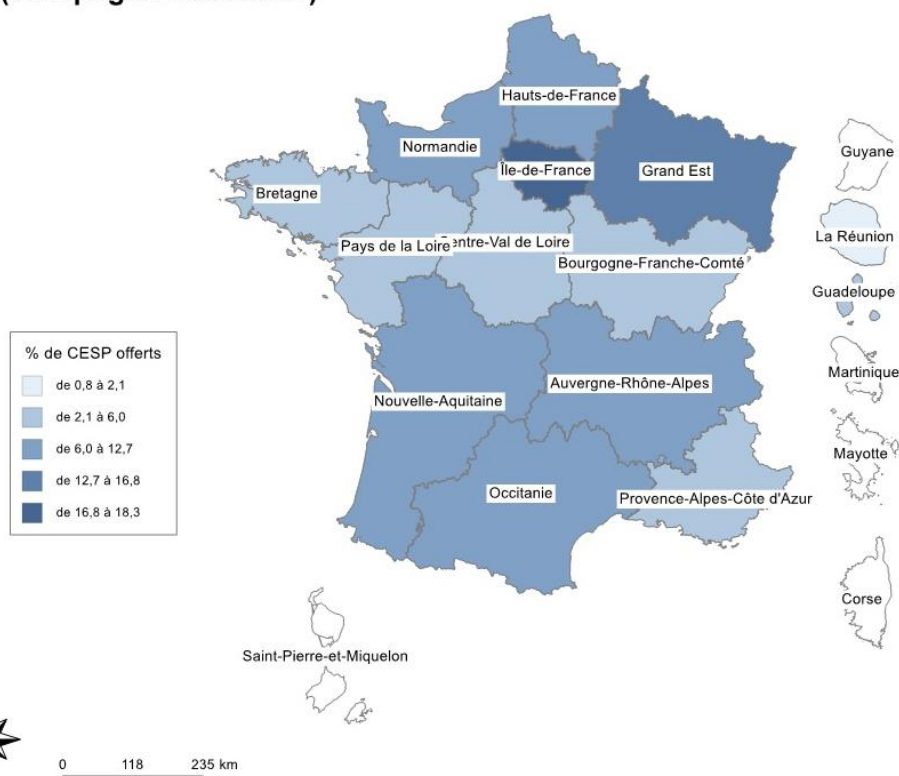 Hauts-de-France
Normandie
Île-de-France
Grand Est
Bretagne
Pays de la Loire
entre-Val de Loire
Bourgogne-Franche-Comté
Nouvelle-Aquitaine
Auvergne-Rhône-Alpes
Occitanie
Provence-Alpes-Côte d'Azur
Guyane
La Réunion
Guadeloupe
Martinique
Mayotte
Corse
Saint-Pierre-et-Miquelon
% de CESP offerts
de 0,8 à 2,1
de 2,1 à 6,0
de 6,0 à 12,7
de 12,7 à 16,8
de 16,8 à 18,3
0 118 235 km